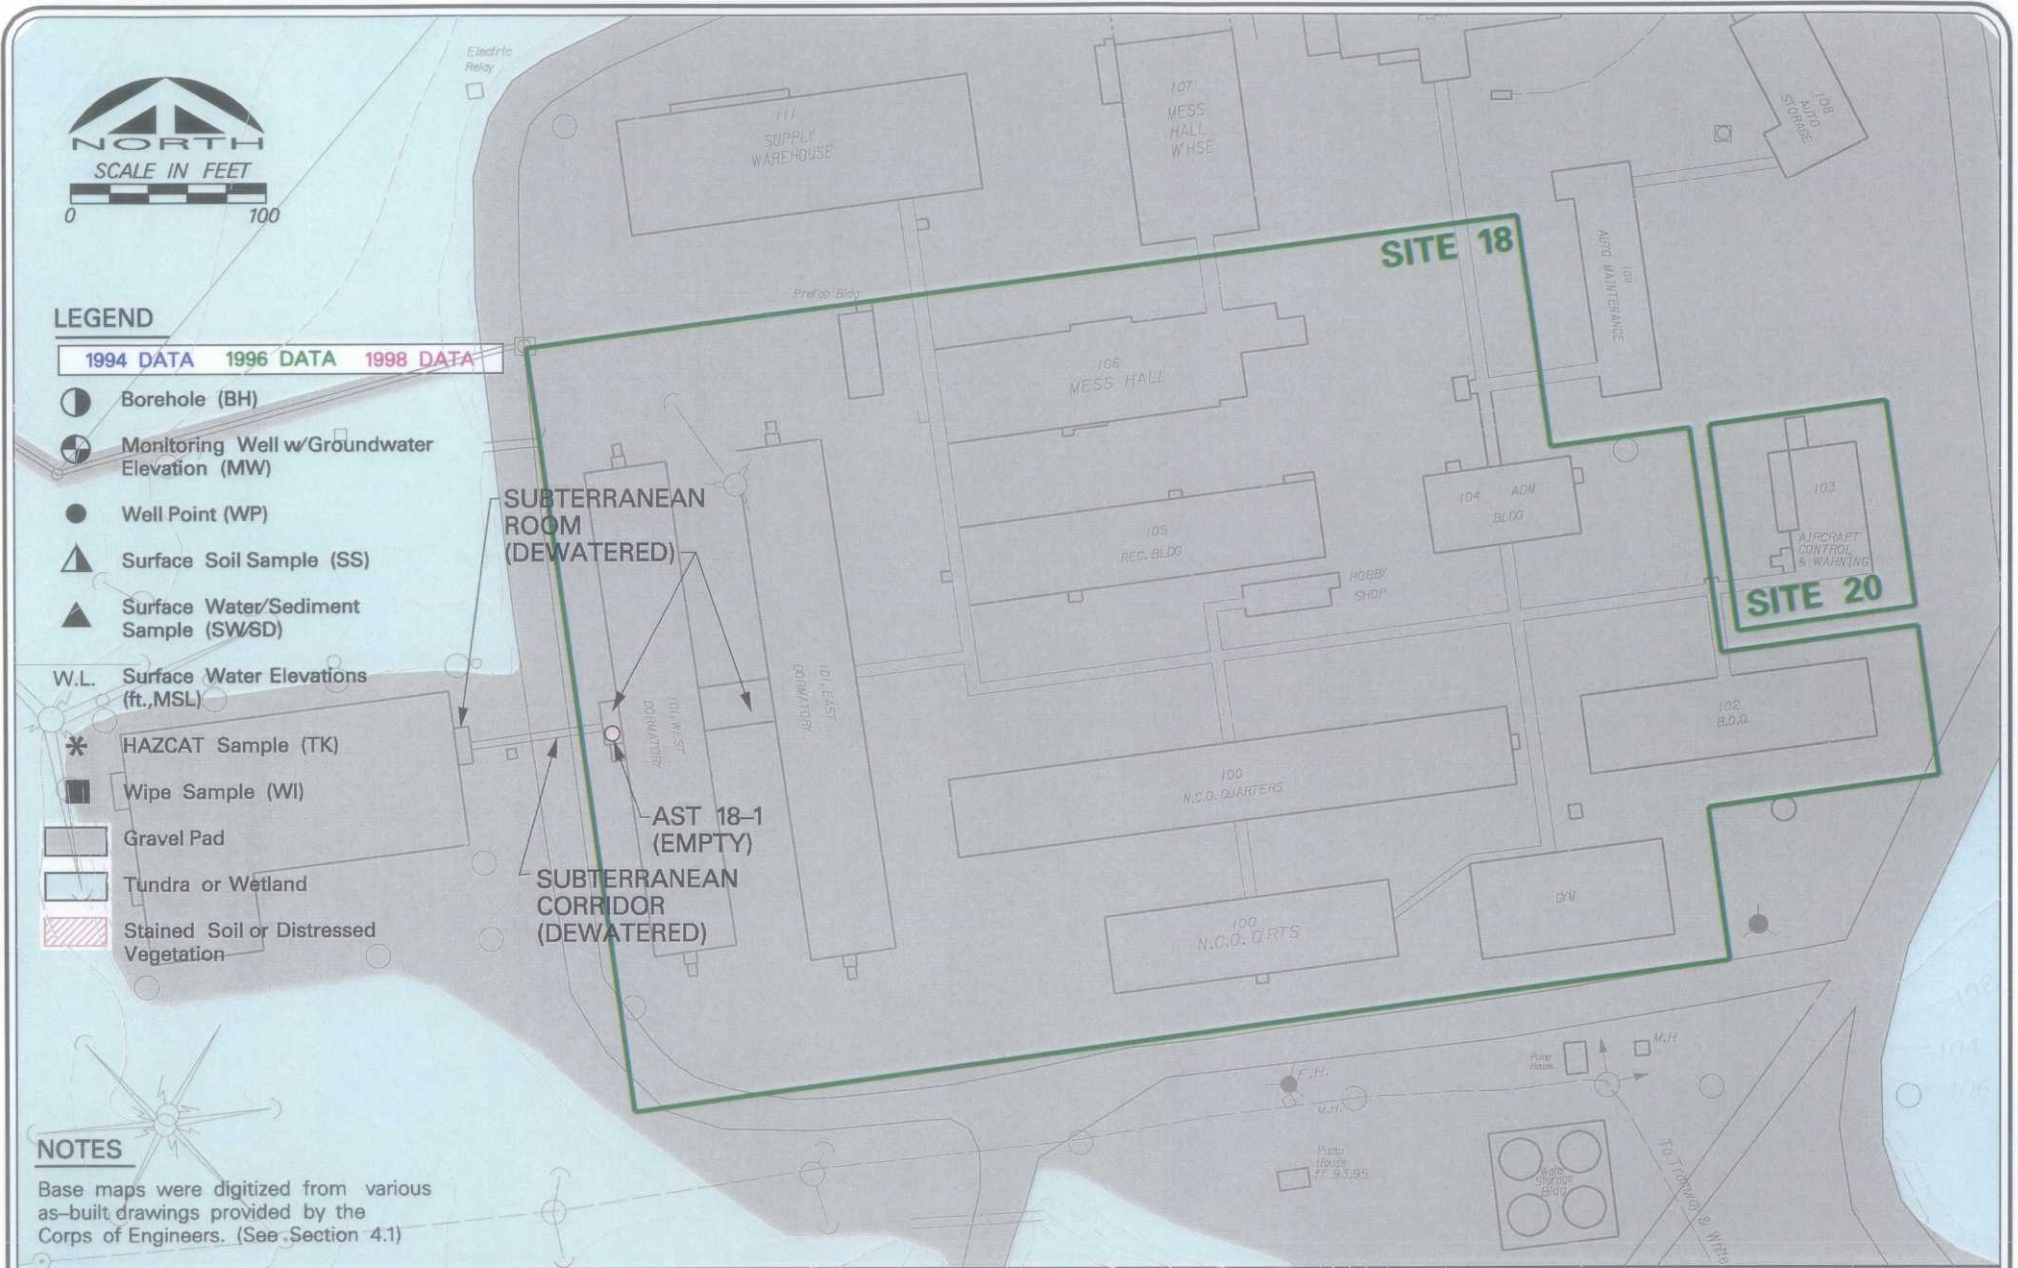 Electric
Relay
NORTH
SCALE IN FEET
0 100
LEGEND
1994 DATA 1996 DATA 1998 DATA
Borehole (BH)
Monitoring Well w/Groundwater
Elevation (MW)
Well Point (WP)
Surface Soil Sample (SS)
Surface Water/Sediment
Sample (SW/SD)
W.L. Surface Water Elevations
(ft.,MSL)
HAZCAT Sample (TK)
Wipe Sample (WI)
Gravel Pad
Tundra or Wetland
Stained Soil or Distressed
Vegetation
NOTES
Base maps were digitized from various
as-built drawings provided by the
Corps of Engineers. (See Section 4.1)
111
SUPPLY
WAREHOUSE
107
MESS
HALL
W'HSE
108
AUTO
STORAGE
SITE 18
109
AUTO MAINTENANCE
Prefab Bldg
106
MESS HALL
SUBTERRANEAN
ROOM
(DEWATERED)
105
REC. BLDG
104 ADM
BLDG
103
AIRCRAFT
CONTROL
& WARNING
SITE 20
HOBBY
SHOP
101, WEST
DORMATORY
101, EAST
DORMATORY
102
B.O.Q.
100
N.C.O. QUARTERS
AST 18-1
(EMPTY)
SUBTERRANEAN
CORRIDOR
(DEWATERED)
100
N.C.O. QRTS
GYM
F.H.
M.H.
Pump
House
M.H.
Pump
House
ff 93.95
Water
Storage
Bldg
To Tramway & White